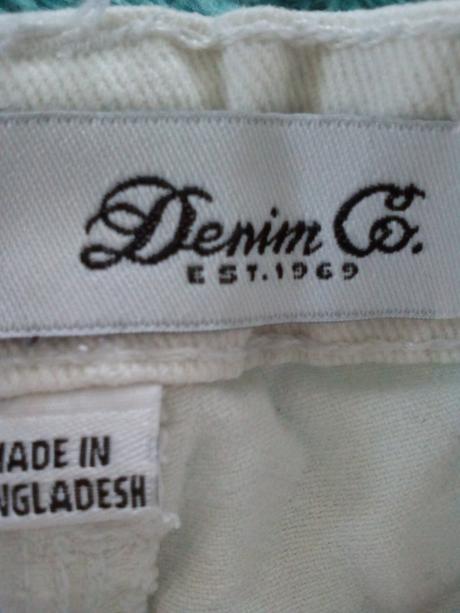 Denim Co.
EST.1969
MADE IN
NGLADESH